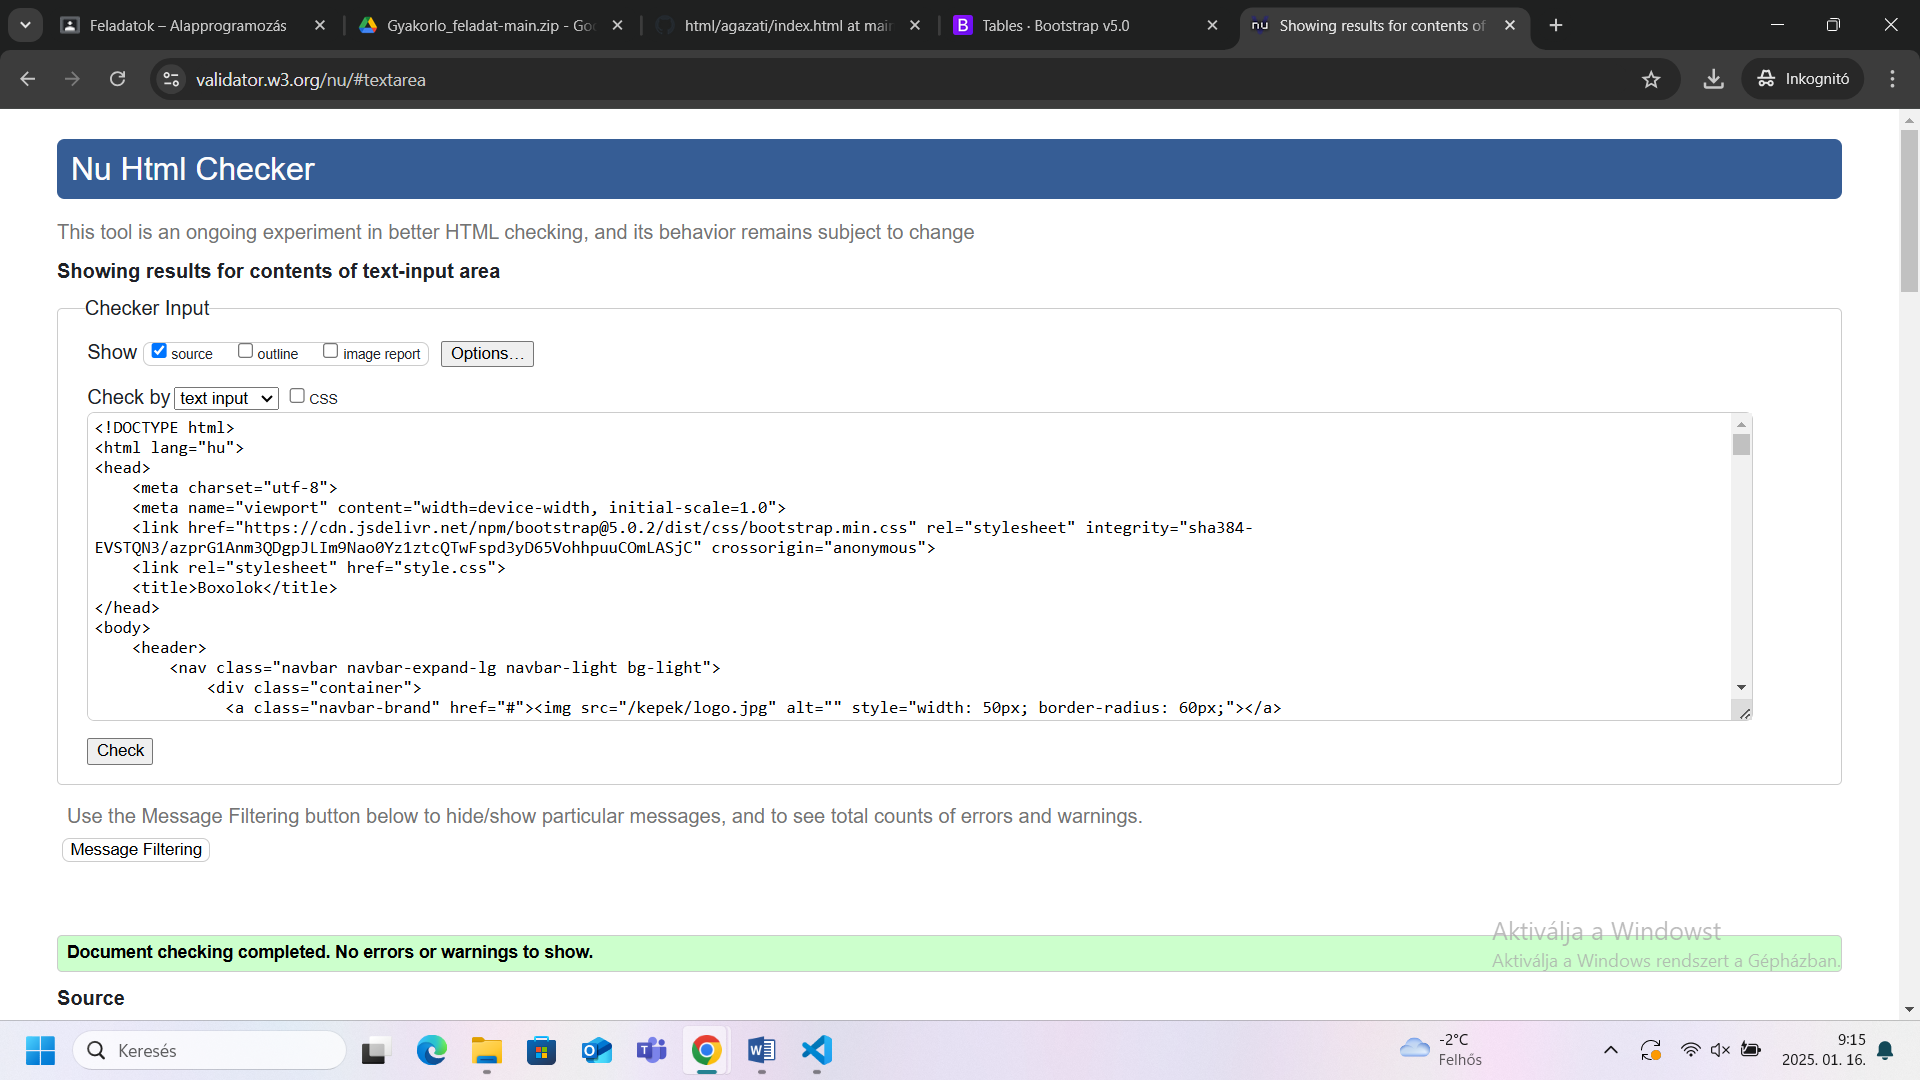 Feladatok – Alapprogramozás
Gyakorlo_feladat-main.zip - Goo
html/agazati/index.html at main
B Tables · Bootstrap v5.0
nu Showing results for contents of
validator.w3.org/nu/#textarea
Inkognitó
Nu Html Checker
This tool is an ongoing experiment in better HTML checking, and its behavior remains subject to change
Showing results for contents of text-input area
Checker Input
Show source outline image report Options…
Check by text input CSS
<!DOCTYPE html>
<html lang="hu">
<head>
<meta charset="utf-8">
<meta name="viewport" content="width=device-width, initial-scale=1.0">
<link href="https://cdn.jsdelivr.net/npm/bootstrap@5.0.2/dist/css/bootstrap.min.css" rel="stylesheet" integrity="sha384-
EVSTQN3/azprG1Anm3QDgpJLIm9Nao0Yz1ztcQTwFspd3yD65VohhpuuCOmLASjC" crossorigin="anonymous">
<link rel="stylesheet" href="style.css">
<title>Boxolok</title>
</head>
<body>
<header>
<nav class="navbar navbar-expand-lg navbar-light bg-light">
<div class="container">
<a class="navbar-brand" href="#"><img src="/kepek/logo.jpg" alt="" style="width: 50px; border-radius: 60px;"></a>
Check
Use the Message Filtering button below to hide/show particular messages, and to see total counts of errors and warnings.
Message Filtering
Aktiválja a Windowst
Document checking completed. No errors or warnings to show.
Aktiválja a Windows rendszert a Gépházban.
Source
Keresés
-2°C
Felhős
9:15
2025. 01. 16.